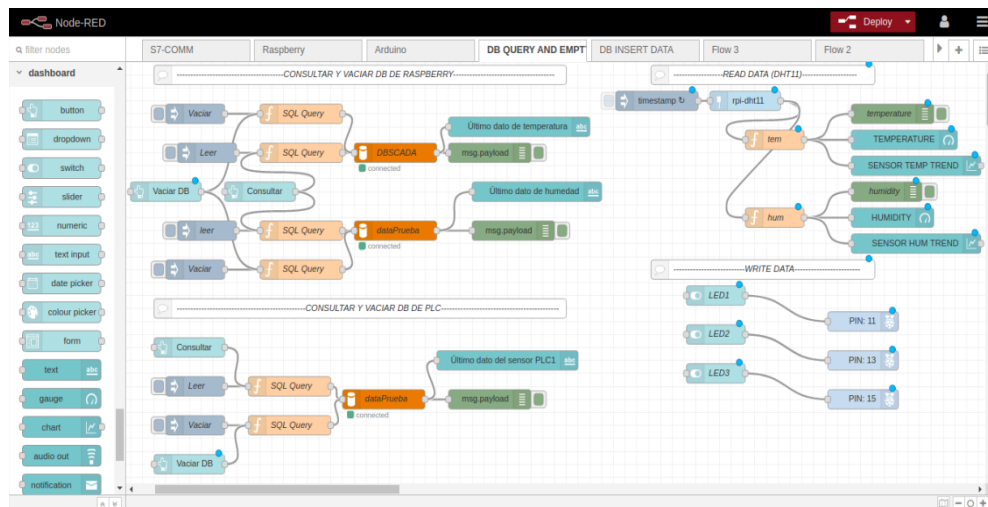 Node-RED
Deploy
filter nodes
S7-COMM
Raspberry
Arduino
DB QUERY AND EMPT
DB INSERT DATA
Flow 3
Flow 2
dashboard
button
dropdown
switch
slider
numeric
text input
date picker
colour picker
form
text
gauge
chart
audio out
notification
CONSULTAR Y VACIAR DB DE RASPBERRY
Vaciar
SQL Query
Leer
SQL Query
DBSCADA
connected
Último dato de temperatura
abc
msg.payload
Vaciar DB
Consultar
Último dato de humedad
abc
leer
SQL Query
dataPrueba
connected
msg.payload
Vaciar
SQL Query
CONSULTAR Y VACIAR DB DE PLC
Consultar
Último dato del sensor PLC1
abc
Leer
SQL Query
dataPrueba
connected
msg.payload
Vaciar
SQL Query
Vaciar DB
READ DATA (DHT11)
timestamp ↻
rpi-dht11
tem
temperature
TEMPERATURE
SENSOR TEMP TREND
hum
humidity
HUMIDITY
SENSOR HUM TREND
WRITE DATA
LED1
PIN: 11
LED2
PIN: 13
LED3
PIN: 15